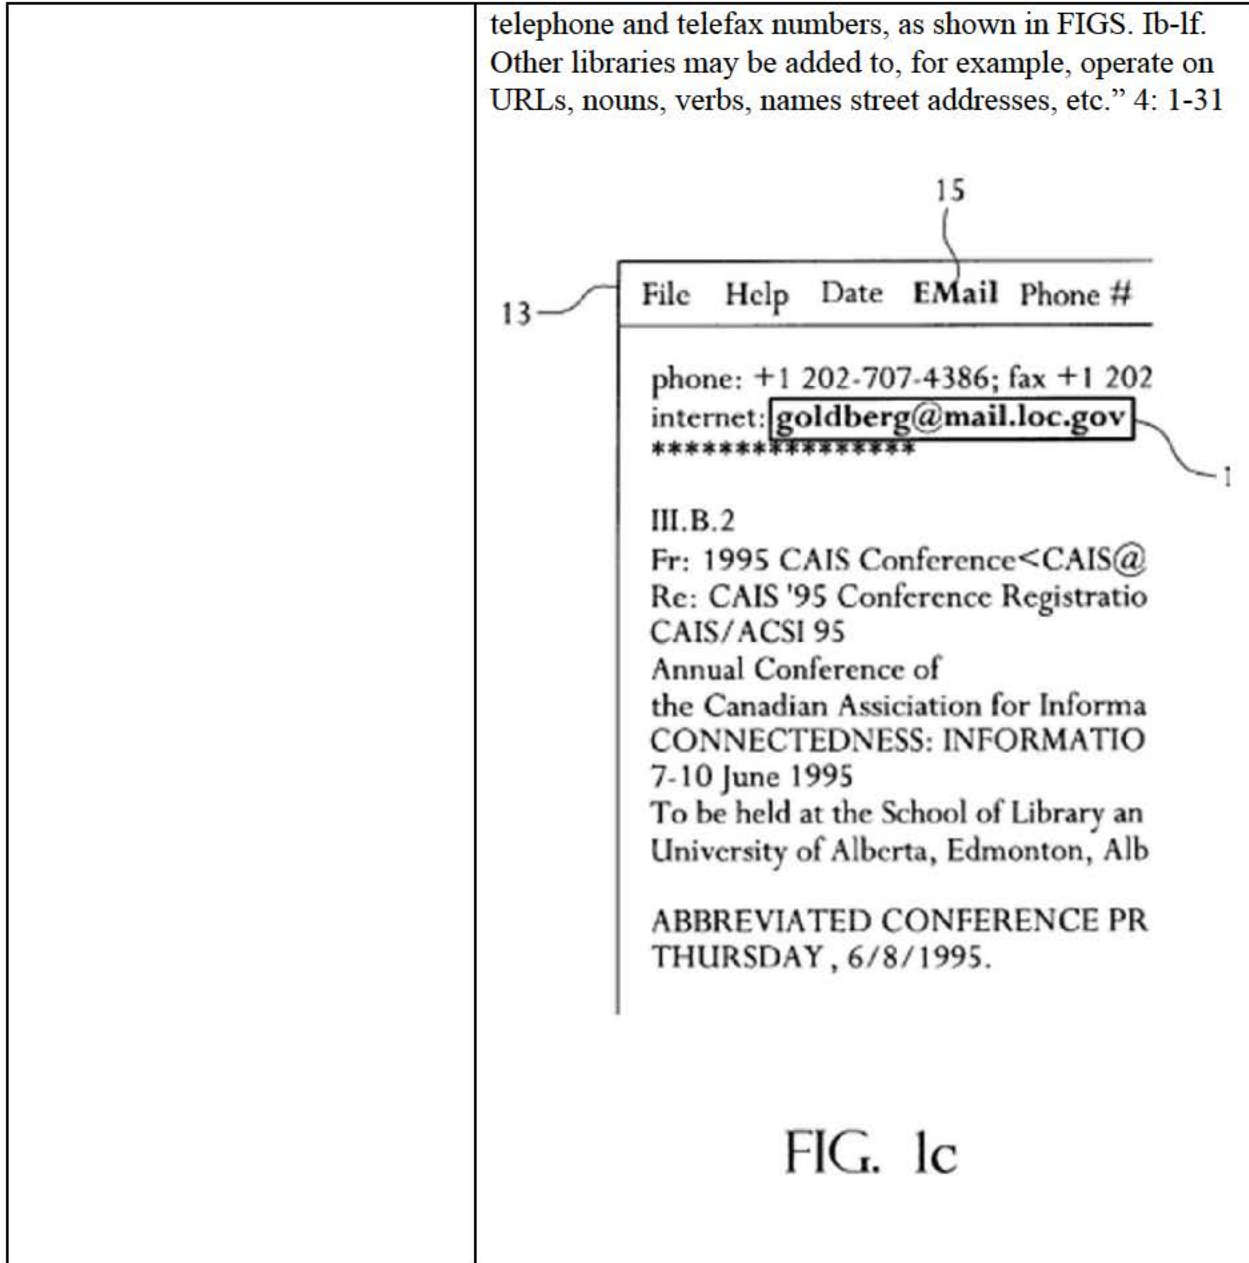 telephone and telefax numbers, as shown in FIGS. Ib-lf.
Other libraries may be added to, for example, operate on
URLs, nouns, verbs, names street addresses, etc.” 4: 1-31
15
File Help Date EMail Phone #
13
phone: +1 202-707-4386; fax +1 202
internet: goldberg@mail.loc.gov
****************
1
III.B.2
Fr: 1995 CAIS Conference<CAIS@
Re: CAIS '95 Conference Registratio
CAIS/ACSI 95
Annual Conference of
the Canadian Assiciation for Informa
CONNECTEDNESS: INFORMATIO
7-10 June 1995
To be held at the School of Library an
University of Alberta, Edmonton, Alb
ABBREVIATED CONFERENCE PR
THURSDAY, 6/8/1995.
FIG. 1c